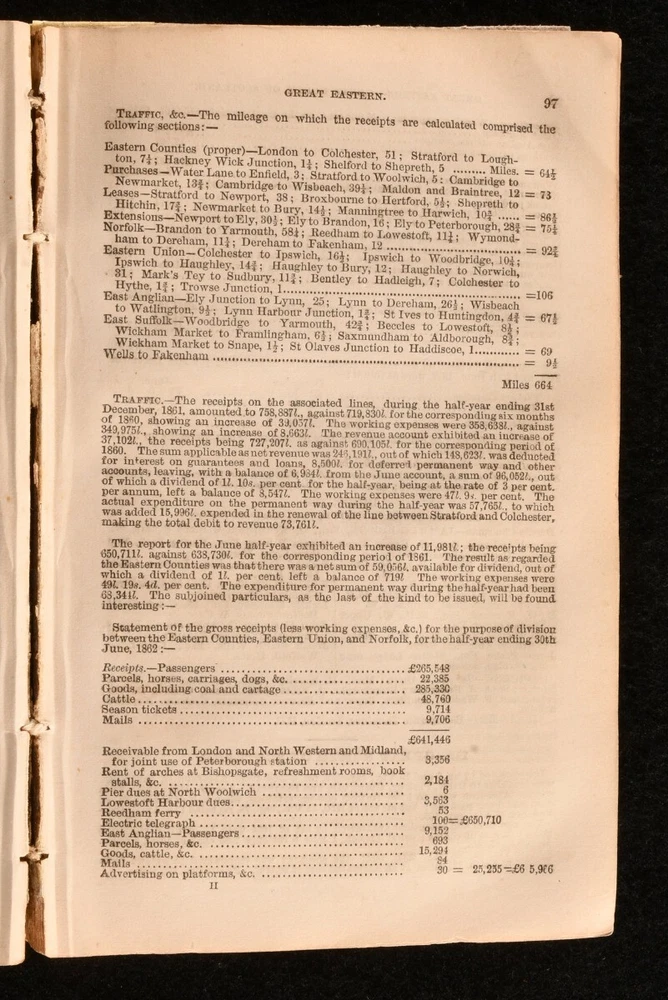 GREAT EASTERN.
97
TRAFFIC, &c.—The mileage on which the receipts are calculated comprised the
following sections:—
Eastern Counties (proper)—London to Colchester, 51; Stratford to Lough-
ton, 7¼; Hackney Wick Junction, 1¼; Shelford to Shepreth, 5 ......... Miles. = 64½
Purchases—Water Lane to Enfield, 3; Stratford to Woolwich, 5; Cambridge to
Newmarket, 13¾; Cambridge to Wisbeach, 39¼; Maldon and Braintree, 12 = 73
Leases—Stratford to Newport, 38; Broxbourne to Hertford, 5½; Shepreth to
Hitchin, 17¾; Newmarket to Bury, 14½; Manningtree to Harwich, 10¾ ...... = 86½
Extensions—Newport to Ely, 30½; Ely to Brandon, 16; Ely to Peterborough, 28¾ = 75¼
Norfolk—Brandon to Yarmouth, 58¼; Reedham to Lowestoft, 11¼; Wymond-
ham to Dereham, 11¼; Dereham to Fakenham, 12 ................................ = 92¾
Eastern Union—Colchester to Ipswich, 16½; Ipswich to Woodbridge, 10¼;
Ipswich to Haughley, 14¾; Haughley to Bury, 12; Haughley to Norwich,
31; Mark's Tey to Sudbury, 11¾; Bentley to Hadleigh, 7; Colchester to
Hythe, 1¾; Trowse Junction, 1................................................ =106
East Anglian—Ely Junction to Lynn, 25; Lynn to Dereham, 26½; Wisbeach
to Watlington, 9½; Lynn Harbour Junction, 1¾; St Ives to Huntingdon, 4¾ = 67½
East Suffolk—Woodbridge to Yarmouth, 42¾; Beccles to Lowestoft, 8½;
Wickham Market to Framlingham, 6½; Saxmundham to Aldborough, 8¾;
Wickham Market to Snape, 1½; St Olaves Junction to Haddiscoe, 1............ = 69
Wells to Fakenham ................................................................ = 9½
Miles 664
TRAFFIC.—The receipts on the associated lines, during the half-year ending 31st
December, 1861, amounted to 758,887l., against 719,830l. for the corresponding six months
of 1860, showing an increase of 39,057l. The working expenses were 358,638l., against
349,975l., showing an increase of 8,663l. The revenue account exhibited an increase of
37,102l., the receipts being 727,207l. as against 690,105l. for the corresponding period of
1860. The sum applicable as net revenue was 246,191l., out of which 148,623l. was deducted
for interest on guarantees and loans, 8,500l. for deferred permanent way and other
accounts, leaving, with a balance of 6,984l. from the June account, a sum of 96,052l., out
of which a dividend of 1l. 10s. per cent. for the half-year, being at the rate of 3 per cent.
per annum, left a balance of 8,547l. The working expenses were 47l. 9s. per cent. The
actual expenditure on the permanent way during the half-year was 57,765l., to which
was added 15,996l. expended in the renewal of the line between Stratford and Colchester,
making the total debit to revenue 73,761l.
The report for the June half-year exhibited an increase of 11,981l.; the receipts being
650,711l. against 638,730l. for the corresponding period of 1861. The result as regarded
the Eastern Counties was that there was a net sum of 59,056l. available for dividend, out of
which a dividend of 1l. per cent. left a balance of 719l The working expenses were
49l. 19s. 4d. per cent. The expenditure for permanent way during the half-year had been
68,341l. The subjoined particulars, as the last of the kind to be issued, will be found
interesting:—
Statement of the gross receipts (less working expenses, &c.) for the purpose of division
between the Eastern Counties, Eastern Union, and Norfolk, for the half-year ending 30th
June, 1862:—
Receipts.—Passengers ................................ £265,548
Parcels, horses, carriages, dogs, &c. .................... 22,385
Goods, including coal and cartage ...................... 285,330
Cattle ................................................ 48,760
Season tickets ........................................ 9,714
Mails ................................................ 9,706
£641,446
Receivable from London and North Western and Midland,
for joint use of Peterborough station ................ 3,356
Rent of arches at Bishopsgate, refreshment rooms, book
stalls, &c. .......................................... 2,184
Pier dues at North Woolwich .......................... 6
Lowestoft Harbour dues................................ 3,563
Reedham ferry ........................................ 53
Electric telegraph .................................... 100=£650,710
East Anglian—Passengers .............................. 9,152
Parcels, horses, &c. .................................. 693
Goods, cattle, &c. .................................... 15,294
Mails ................................................ 84
Advertising on platforms, &c. ........................ 30 = 25,255=£6 5,966
H